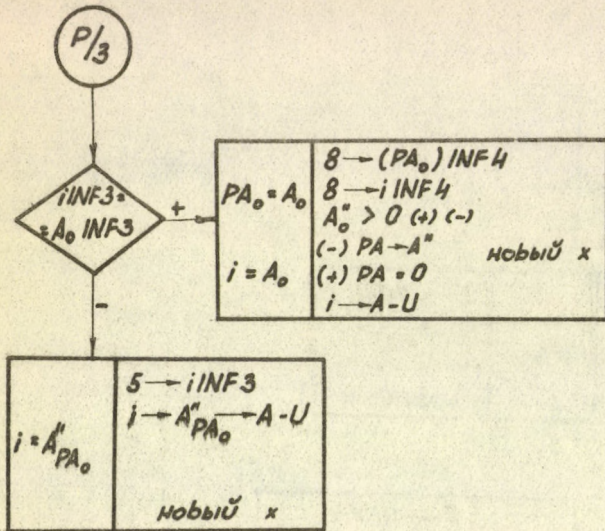 P/3
iINF3=
=A₀ INF3
+
-
PA₀ = A₀
i = A₀
8 → (PA₀) INF4
8 → i INF4
A₀" > 0 (+) (-)
(-) PA → A"
новый x
(+) PA = 0
i → A-U
i = A"PA₀
5 → iINF3
i → A"PA₀ → A-U
новый x